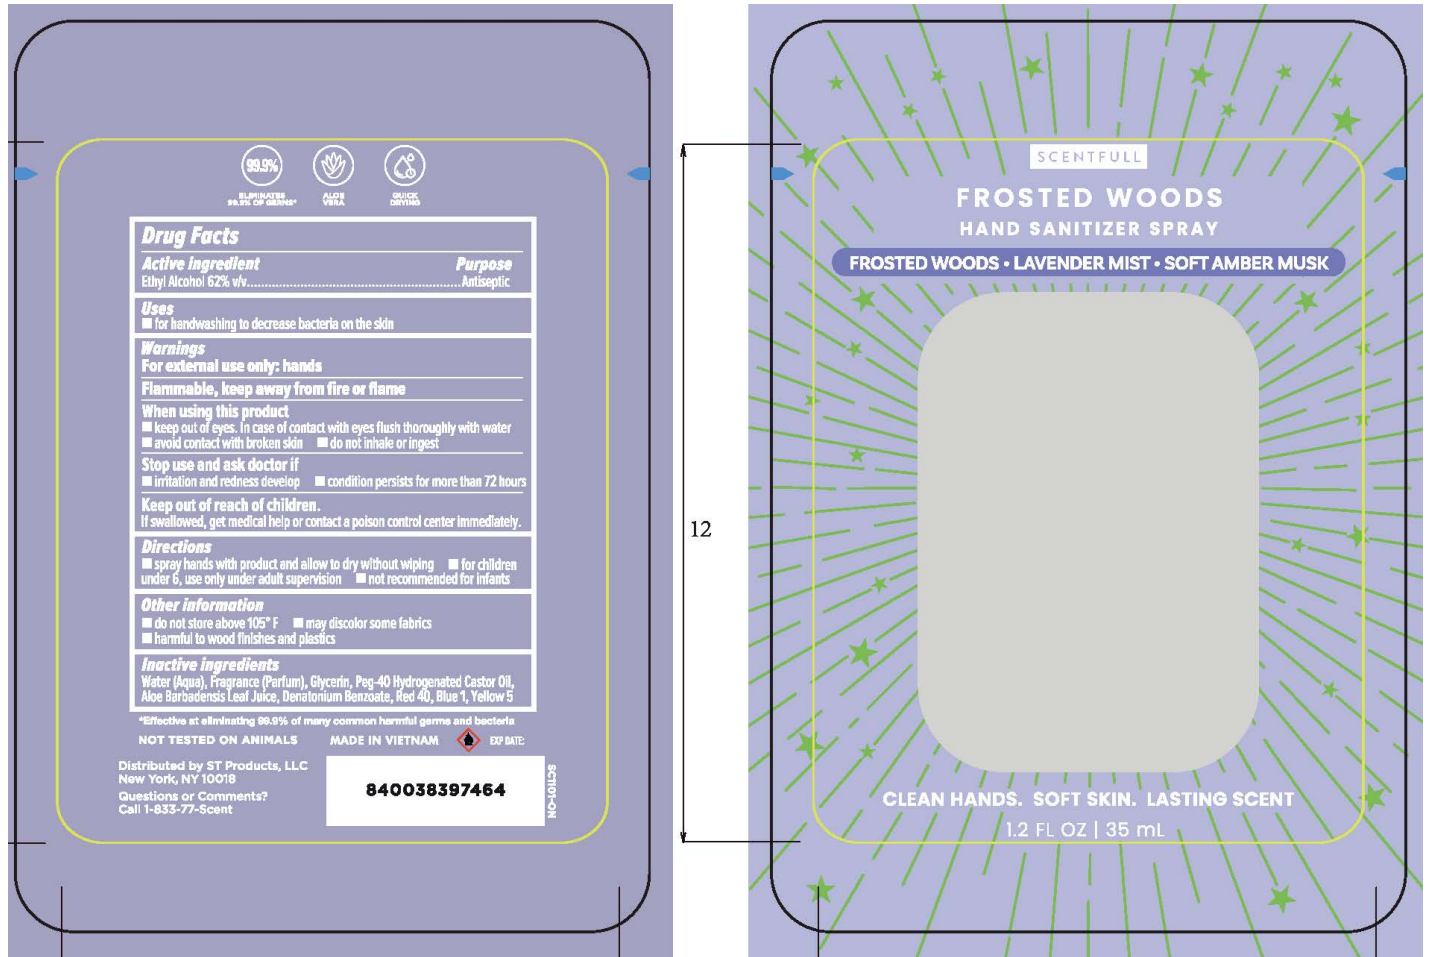 99.9%
ELIMINATES
99.9% OF GERMS*
ALOE
VERA
QUICK
DRYING
Drug Facts
Active ingredient Purpose
Ethyl Alcohol 62% v/v..........Antiseptic
Uses
■ for handwashing to decrease bacteria on the skin
Warnings
For external use only: hands
Flammable, keep away from fire or flame
When using this product
■ keep out of eyes. In case of contact with eyes flush thoroughly with water
■ avoid contact with broken skin ■ do not inhale or ingest
Stop use and ask doctor if
■ irritation and redness develop ■ condition persists for more than 72 hours
Keep out of reach of children.
If swallowed, get medical help or contact a poison control center immediately.
Directions
■ spray hands with product and allow to dry without wiping ■ for children
under 6, use only under adult supervision ■ not recommended for infants
Other information
■ do not store above 105° F ■ may discolor some fabrics
■ harmful to wood finishes and plastics
Inactive ingredients
Water (Aqua), Fragrance (Parfum), Glycerin, Peg-40 Hydrogenated Castor Oil,
Aloe Barbadensis Leaf Juice, Denatonium Benzoate, Red 40, Blue 1, Yellow 5
*Effective at eliminating 99.9% of many common harmful germs and bacteria
NOT TESTED ON ANIMALS MADE IN VIETNAM EXP DATE:
Distributed by ST Products, LLC
New York, NY 10018
Questions or Comments?
Call 1-833-77-Scent
840038397464
SCT101-ON
12
SCENTFULL
FROSTED WOODS
HAND SANITIZER SPRAY
FROSTED WOODS • LAVENDER MIST • SOFT AMBER MUSK
CLEAN HANDS. SOFT SKIN. LASTING SCENT
1.2 FL OZ | 35 mL